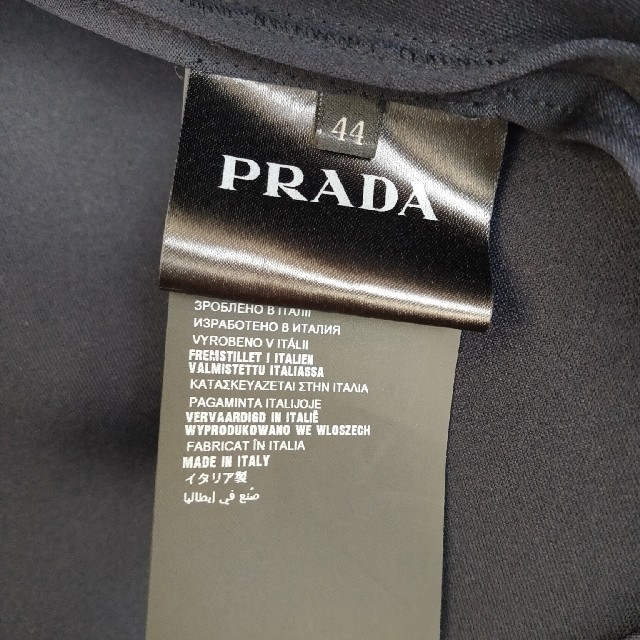 44
PRADA
ЗРОБЛЕНО В ІТАЛІЇ
ИЗРАБОТЕНО В ИТАЛИЯ
VYROBENO V ITÁLII
FREMSTILLET I ITALIEN
VALMISTETTU ITALIASSA
ΚΑΤΑΣΚΕΥΑΖΕΤΑΙ ΣΤΗΝ ΙΤΑΛΙΑ
PAGAMINTA ITALIJOJE
VERVAARDIGD IN ITALIË
WYPRODUKOWANO WE WLOSZECH
FABRICAT ÎN ITALIA
MADE IN ITALY
イタリア製
صُنع في إيطاليا